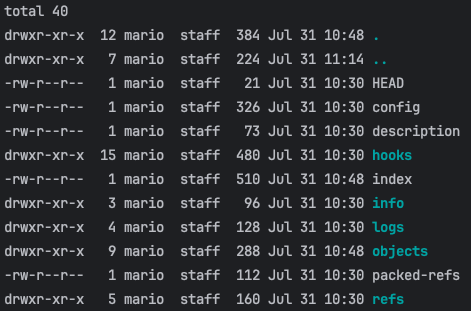 total 40
drwxr-xr-x  12 mario  staff  384 Jul 31 10:48 .
drwxr-xr-x   7 mario  staff  224 Jul 31 11:14 ..
-rw-r--r--   1 mario  staff   21 Jul 31 10:30 HEAD
-rw-r--r--   1 mario  staff  326 Jul 31 10:30 config
-rw-r--r--   1 mario  staff   73 Jul 31 10:30 description
drwxr-xr-x  15 mario  staff  480 Jul 31 10:30 hooks
-rw-r--r--   1 mario  staff  510 Jul 31 10:48 index
drwxr-xr-x   3 mario  staff   96 Jul 31 10:30 info
drwxr-xr-x   4 mario  staff  128 Jul 31 10:30 logs
drwxr-xr-x   9 mario  staff  288 Jul 31 10:48 objects
-rw-r--r--   1 mario  staff  112 Jul 31 10:30 packed-refs
drwxr-xr-x   5 mario  staff  160 Jul 31 10:30 refs